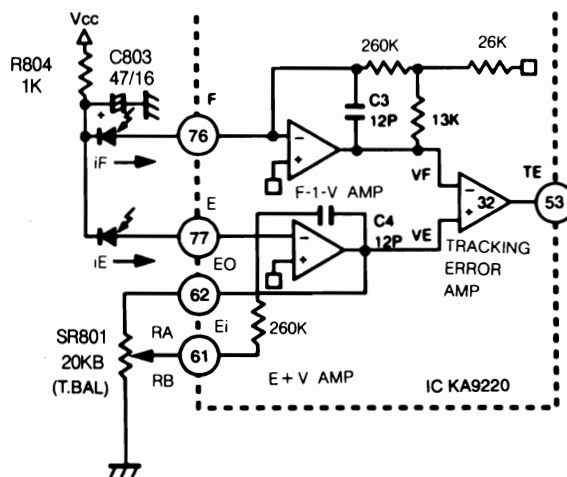 Vcc
R804
1K
C803
47/16
+
F
76
iF
E
77
iE
EO
62
Ei
SR801
20KB
(T.BAL)
RA
RB
61
260K
26K
C3
12P
13K
−
+
F-1-V AMP
VF
C4
12P
−
+
VE
−
+
32
TE
53
TRACKING
ERROR
AMP
260K
E+V AMP
IC KA9220